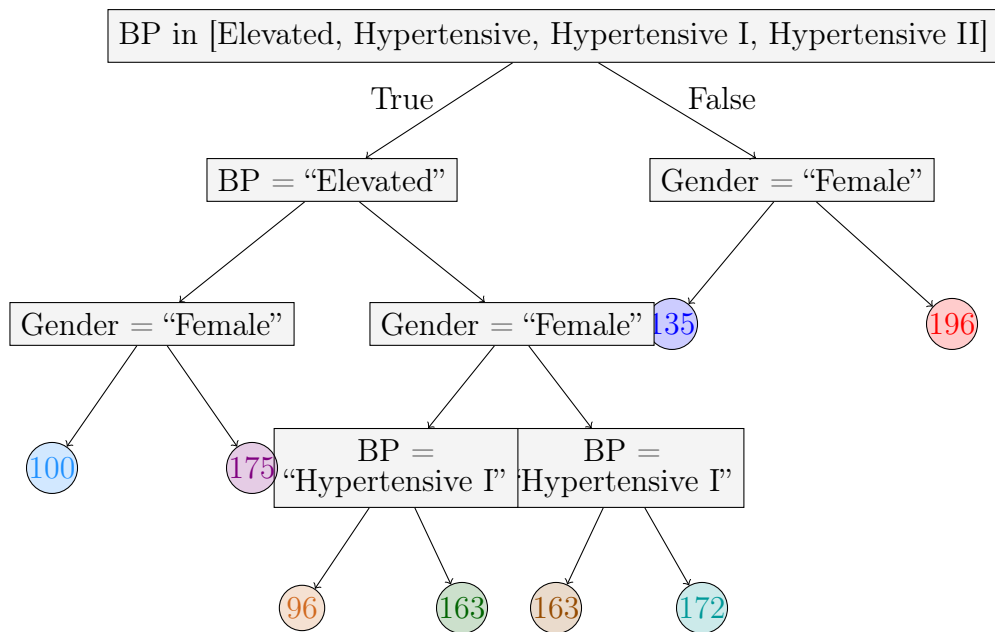 BP in [Elevated, Hypertensive, Hypertensive I, Hypertensive II]
True
False
BP = “Elevated”
Gender = “Female”
Gender = “Female”
Gender = “Female”
135
196
100
175
BP =
“Hypertensive I”
BP =
“Hypertensive I”
96
163
163
172